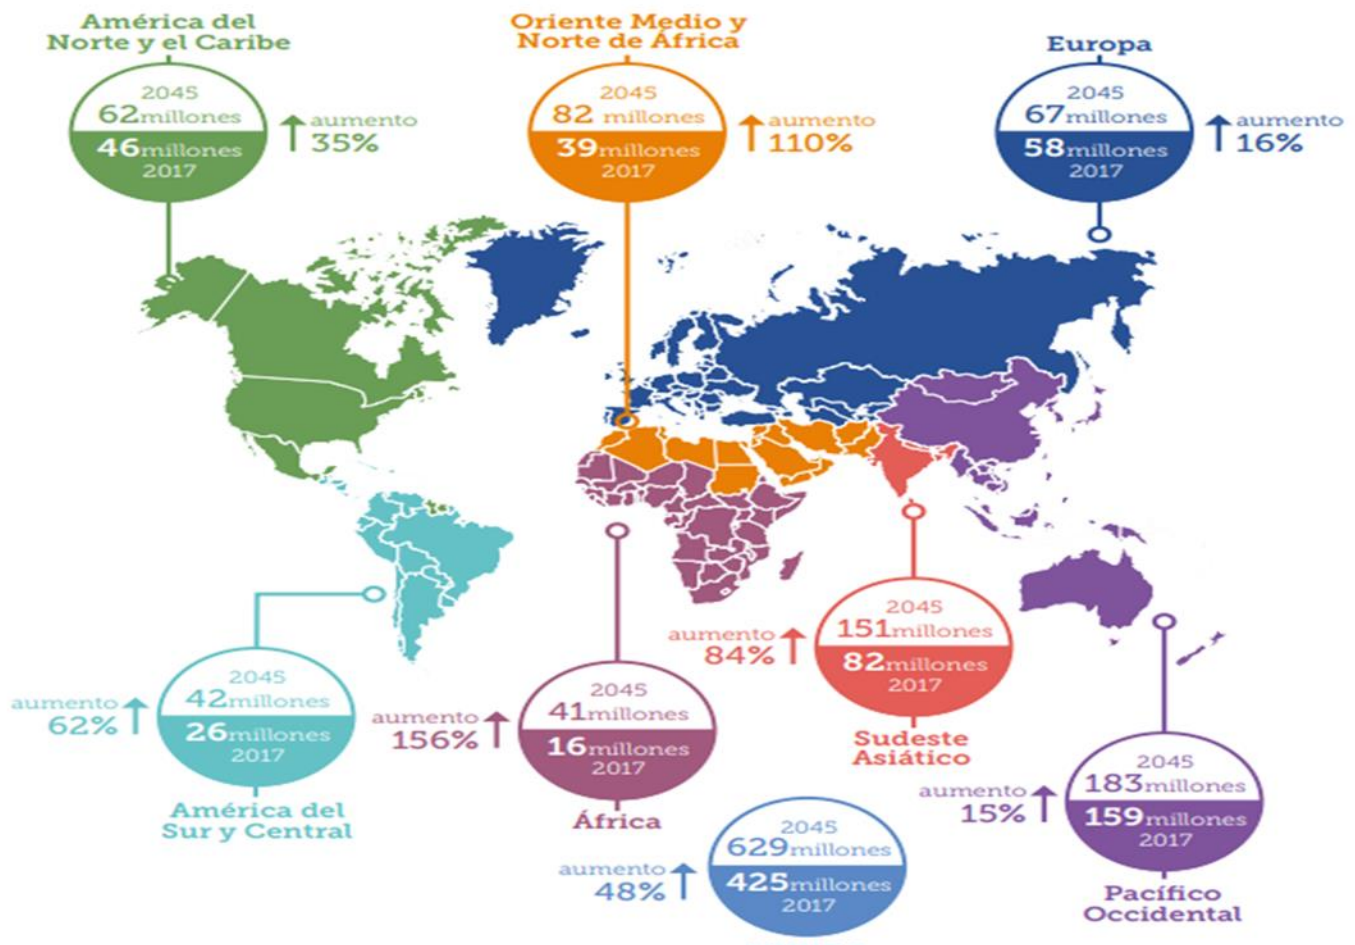 América del
Norte y el Caribe
2045
62millones
46millones
2017
aumento
35%
Oriente Medio y
Norte de África
2045
82 millones
39millones
2017
aumento
110%
Europa
2045
67millones
58millones
2017
aumento
16%
aumento
62%
2045
42millones
26millones
2017
América del
Sur y Central
aumento
156%
2045
41millones
16millones
2017
África
aumento
84%
2045
151millones
82millones
2017
Sudeste
Asiático
aumento
15%
2045
183millones
159millones
2017
Pacífico
Occidental
aumento
48%
2045
629millones
425millones
2017